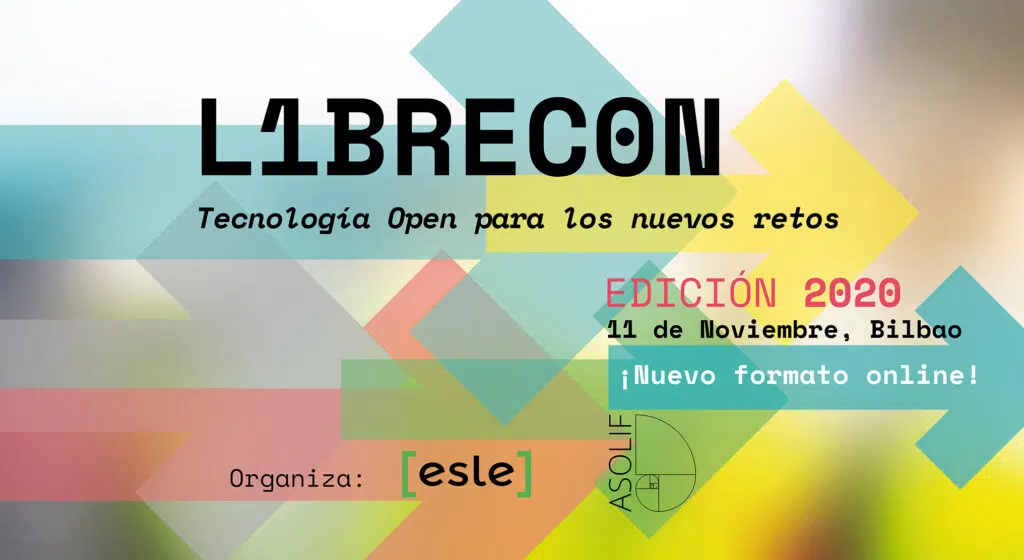 L1BRECON
Tecnología Open para los nuevos retos
EDICIÓN 2020
11 de Noviembre, Bilbao
¡Nuevo formato online!
Organiza: [esle]
ASOLIF